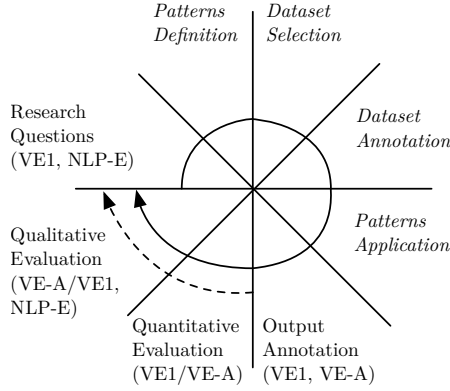 Patterns
Definition
Dataset
Selection
Dataset
Annotation
Patterns
Application
Output
Annotation
(VE1, VE-A)
Quantitative
Evaluation
(VE1/VE-A)
Qualitative
Evaluation
(VE-A/VE1,
NLP-E)
Research
Questions
(VE1, NLP-E)